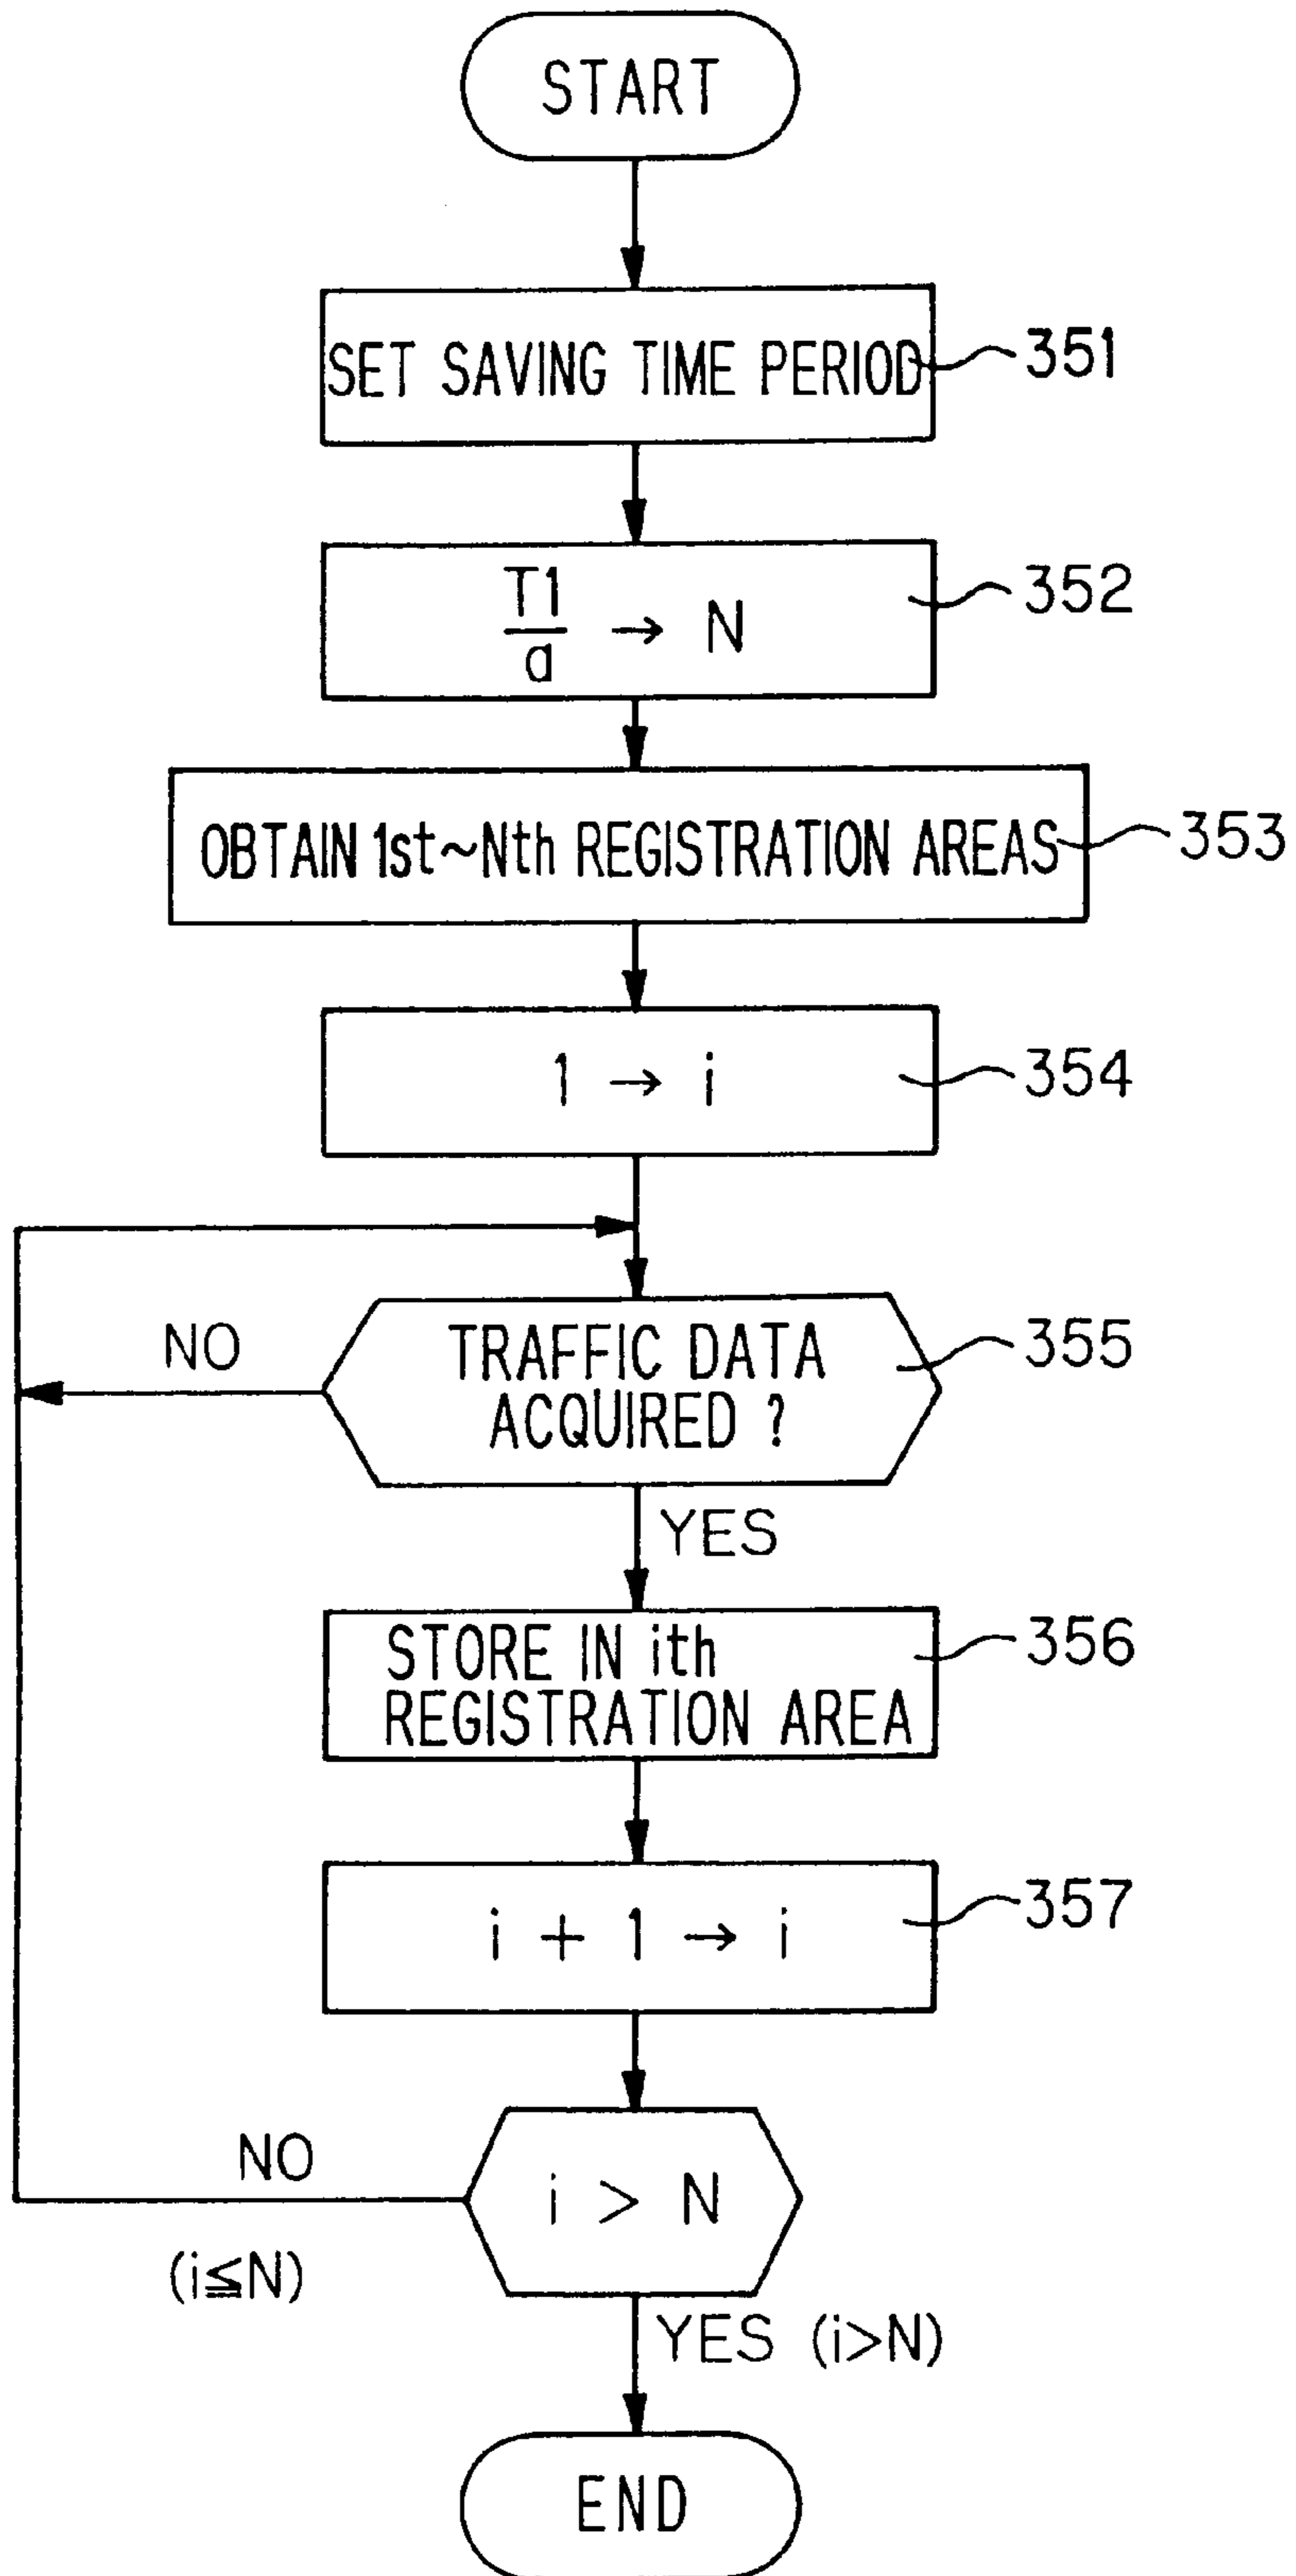 START
SET SAVING TIME PERIOD
351
T1
a
→ N
352
OBTAIN 1st~Nth REGISTRATION AREAS
353
1 → i
354
TRAFFIC DATA
ACQUIRED ?
355
NO
YES
STORE IN ith
REGISTRATION AREA
356
i + 1 → i
357
NO
i > N
(i≦N)
YES (i>N)
END